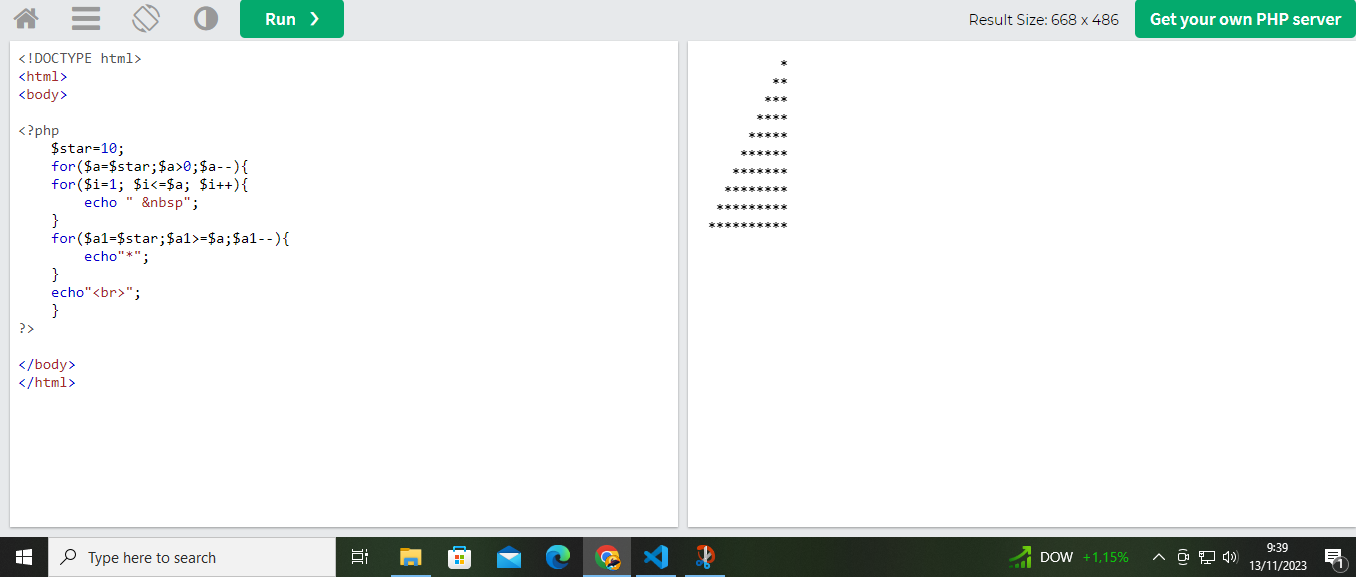 Run ❯
Result Size: 668 x 486
Get your own PHP server
<!DOCTYPE html>
<html>
<body>
<?php
    $star=10;
    for($a=$star;$a>0;$a--){
    for($i=1; $i<=$a; $i++){
        echo " &nbsp";
    }
    for($a1=$star;$a1>=$a;$a1--){
        echo"*";
    }
    echo"<br>";
    }
?>
</body>
</html>
*
**
***
****
*****
******
*******
********
*********
**********
Type here to search
DOW +1,15%
9:39
13/11/2023
1